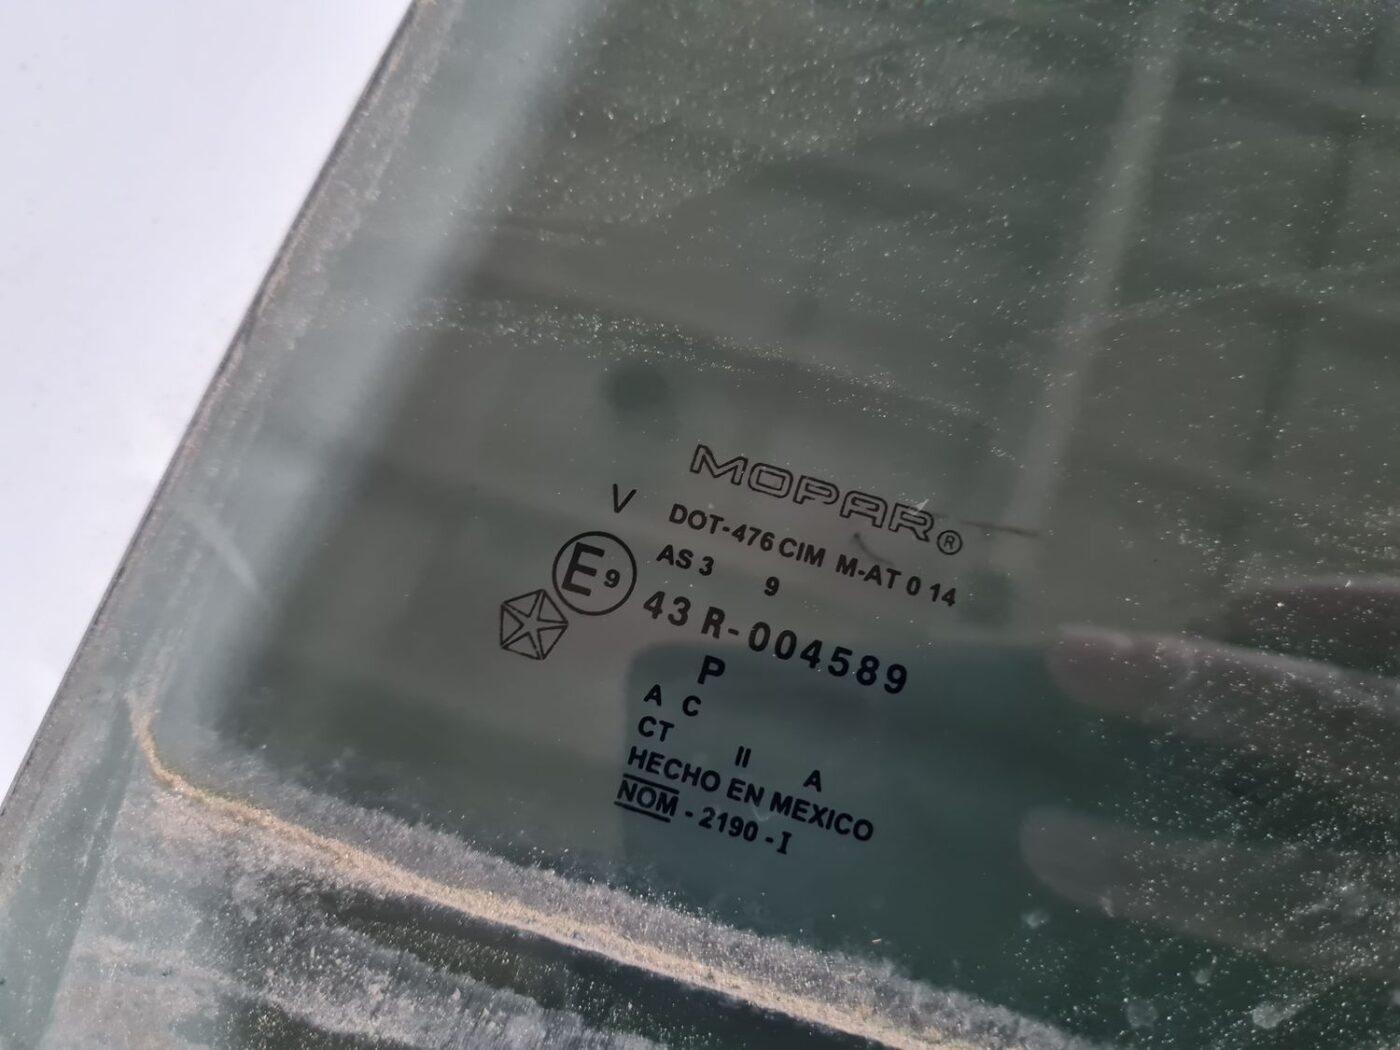 MOPAR®
V DOT-476 CIM M-AT 0 14
AS 3 9
E9 43 R-004589
P
A C
CT II A
HECHO EN MEXICO
NOM - 2190 - I